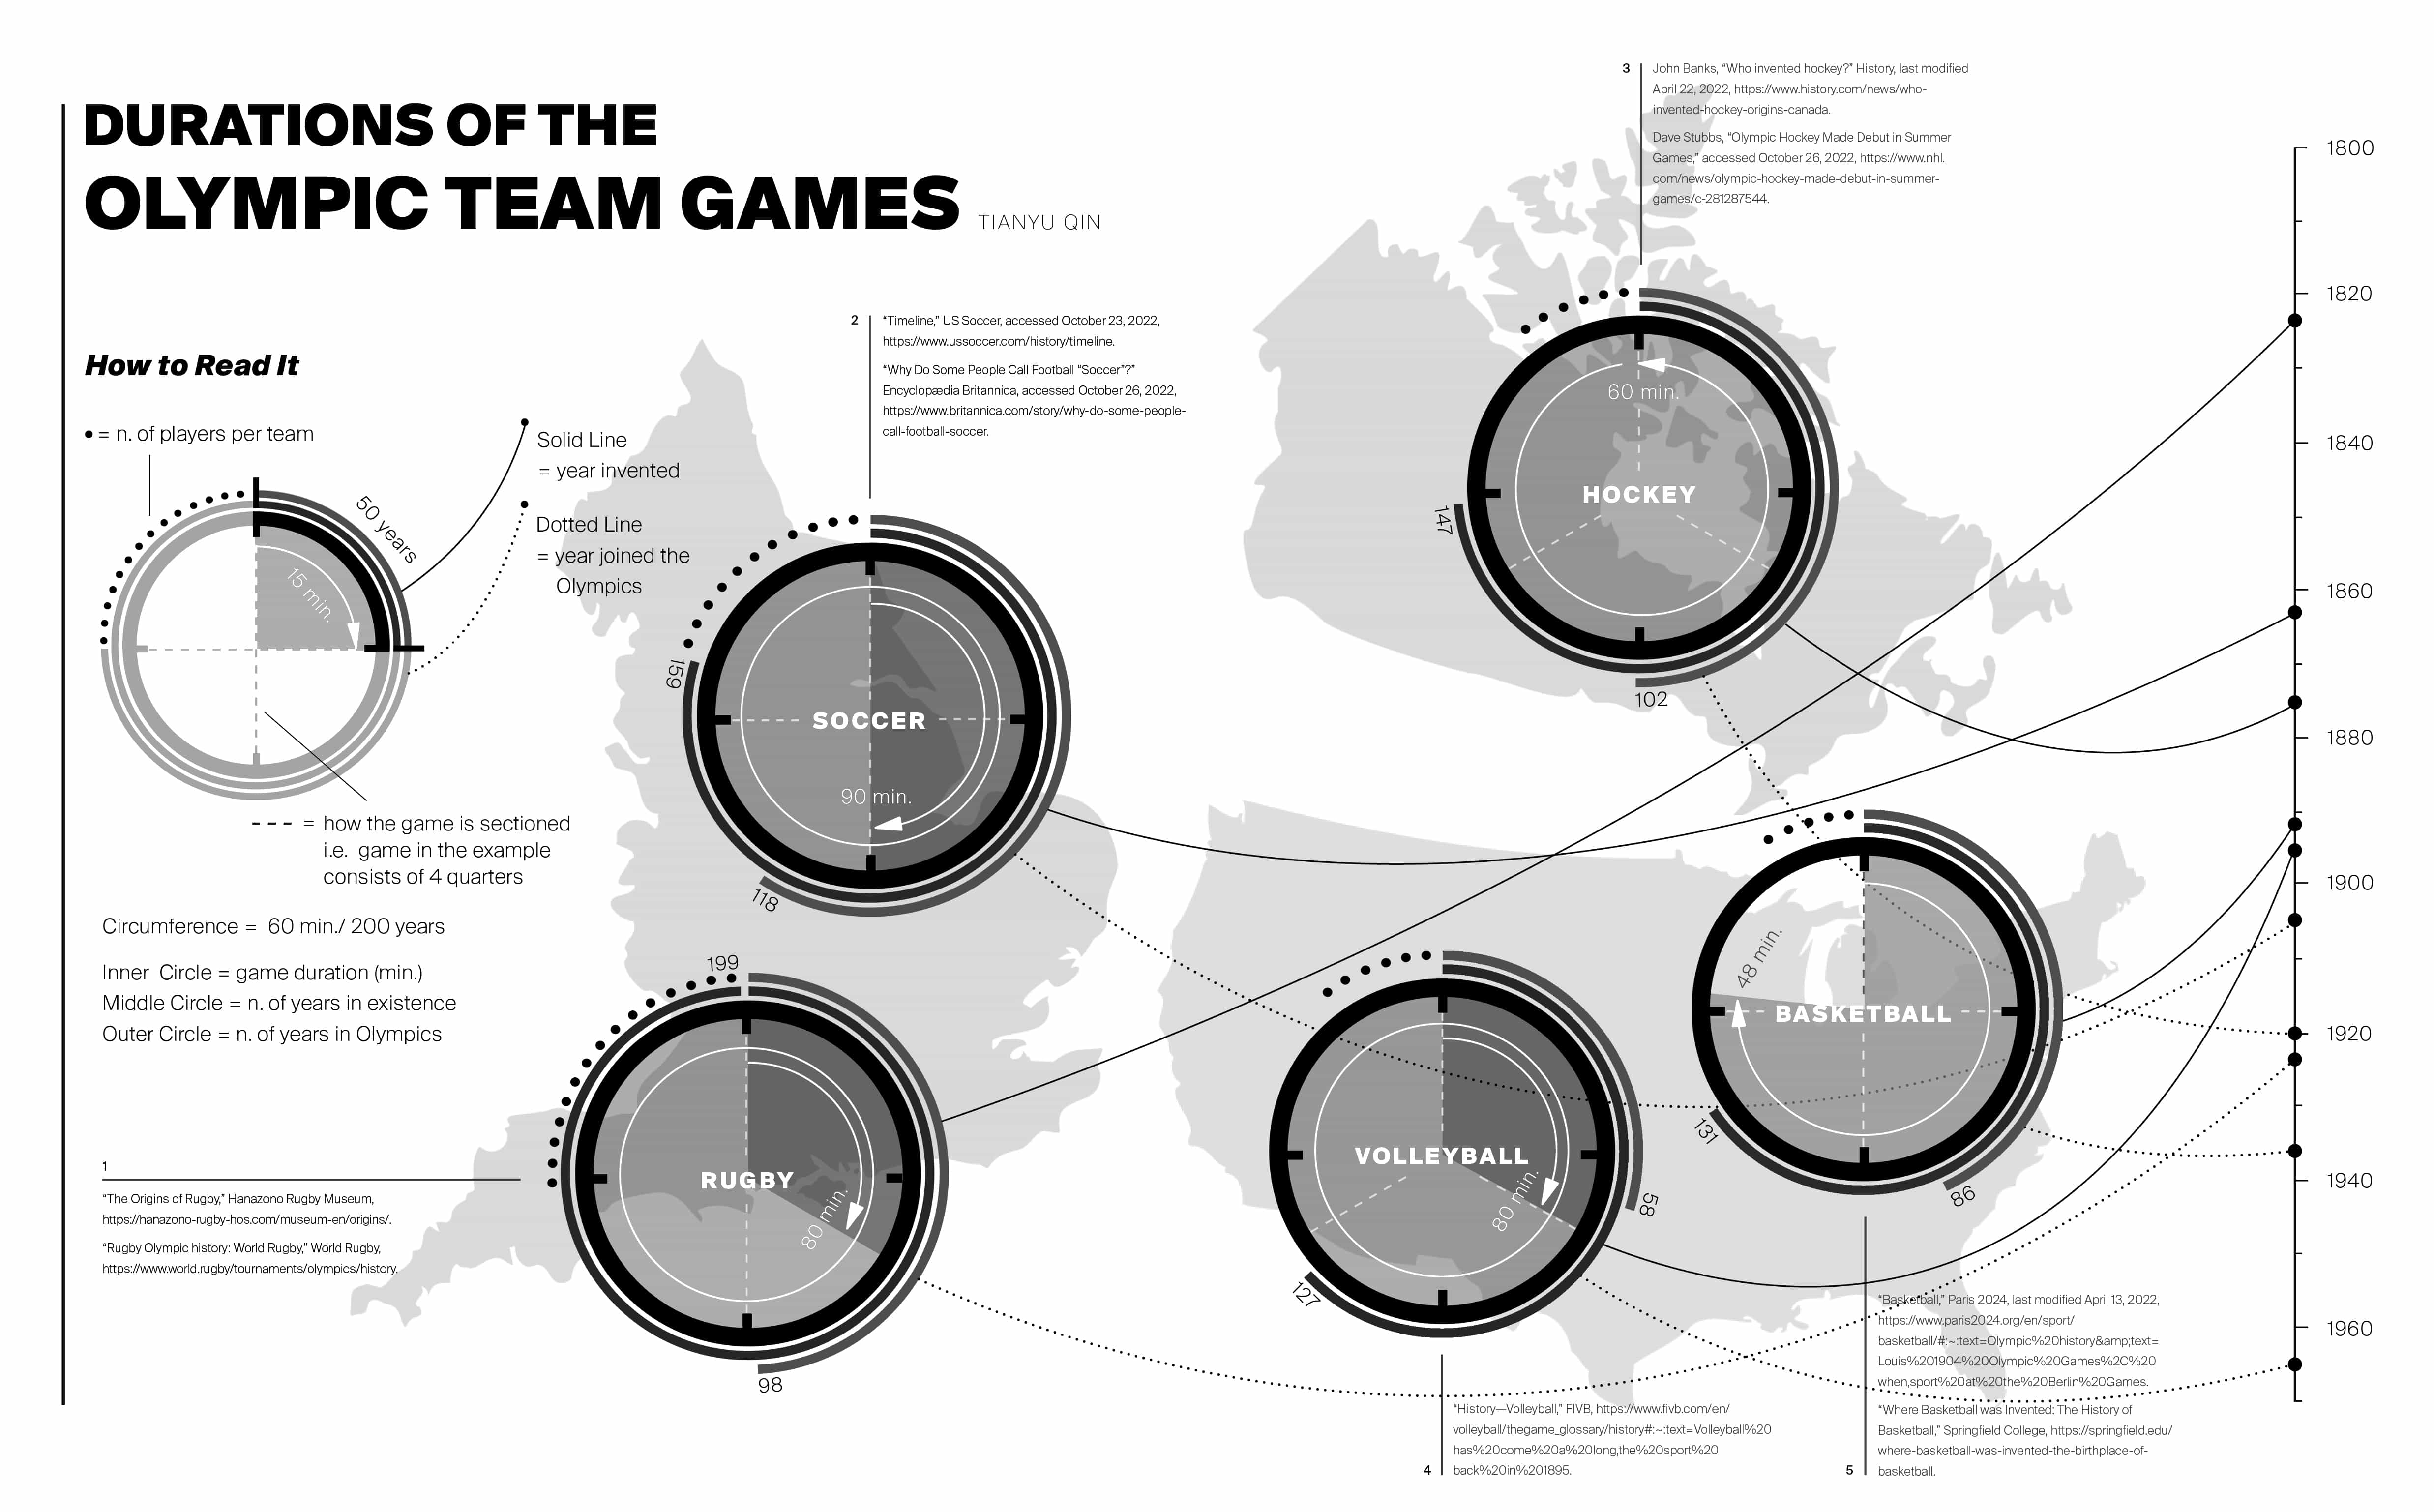 DURATIONS OF THE
OLYMPIC TEAM GAMES
TIANYU QIN
How to Read It
• = n. of players per team
50 years
15 min.
Solid Line
= year invented
Dotted Line
= year joined the
Olympics
--- = how the game is sectioned
i.e. game in the example
consists of 4 quarters
Circumference = 60 min./ 200 years
Inner Circle = game duration (min.)
Middle Circle = n. of years in existence
Outer Circle = n. of years in Olympics
1
“The Origins of Rugby,” Hanazono Rugby Museum,
https://hanazono-rugby-hos.com/museum-en/origins/.
“Rugby Olympic history: World Rugby,” World Rugby,
https://www.world.rugby/tournaments/olympics/history.
2
“Timeline,” US Soccer, accessed October 23, 2022,
https://www.ussoccer.com/history/timeline.
“Why Do Some People Call Football “Soccer”?”
Encyclopædia Britannica, accessed October 26, 2022,
https://www.britannica.com/story/why-do-some-people-
call-football-soccer.
159
SOCCER
90 min.
118
199
RUGBY
80 min.
98
3
John Banks, “Who invented hockey?” History, last modified
April 22, 2022, https://www.history.com/news/who-
invented-hockey-origins-canada.
Dave Stubbs, “Olympic Hockey Made Debut in Summer
Games,” accessed October 26, 2022, https://www.nhl.
com/news/olympic-hockey-made-debut-in-summer-
games/c-281287544.
60 min.
HOCKEY
147
102
VOLLEYBALL
80 min.
58
127
48 min.
BASKETBALL
131
86
4
“History—Volleyball,” FIVB, https://www.fivb.com/en/
volleyball/thegame_glossary/history#:~:text=Volleyball%20
has%20come%20a%20long,the%20sport%20
back%20in%201895.
5
“Basketball,” Paris 2024, last modified April 13, 2022,
https://www.paris2024.org/en/sport/
basketball/#:~:text=Olympic%20history&amp;text=
Louis%201904%20Olympic%20Games%2C%20
when,sport%20at%20the%20Berlin%20Games.
“Where Basketball was Invented: The History of
Basketball,” Springfield College, https://springfield.edu/
where-basketball-was-invented-the-birthplace-of-
basketball.
1800
1820
1840
1860
1880
1900
1920
1940
1960